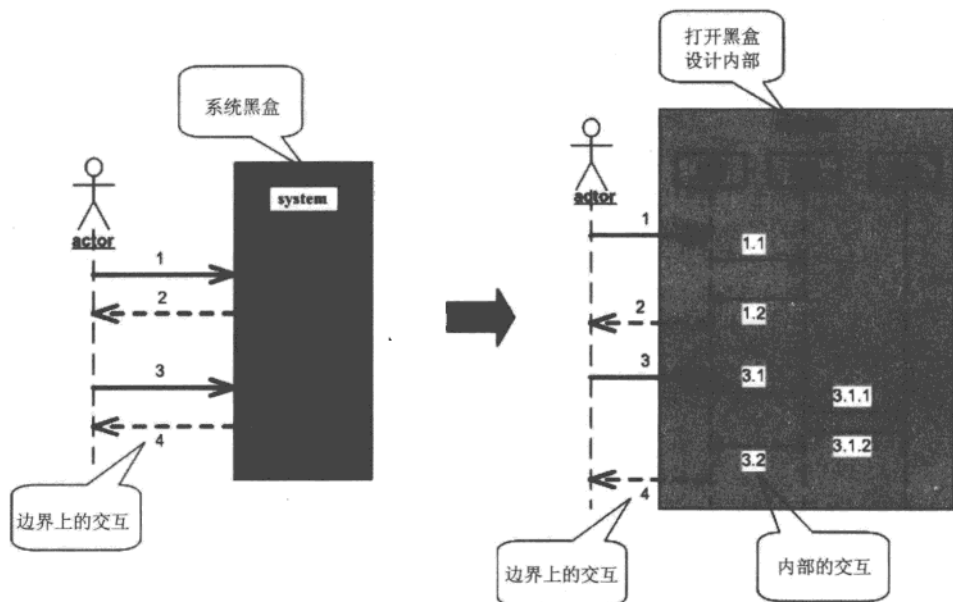 打开黑盒
设计内部
系统黑盒
system
actor
1
2
3
4
边界上的交互
actor
1
1.1
1.2
2
3
3.1
3.1.1
3.1.2
3.2
4
边界上的交互
内部的交互